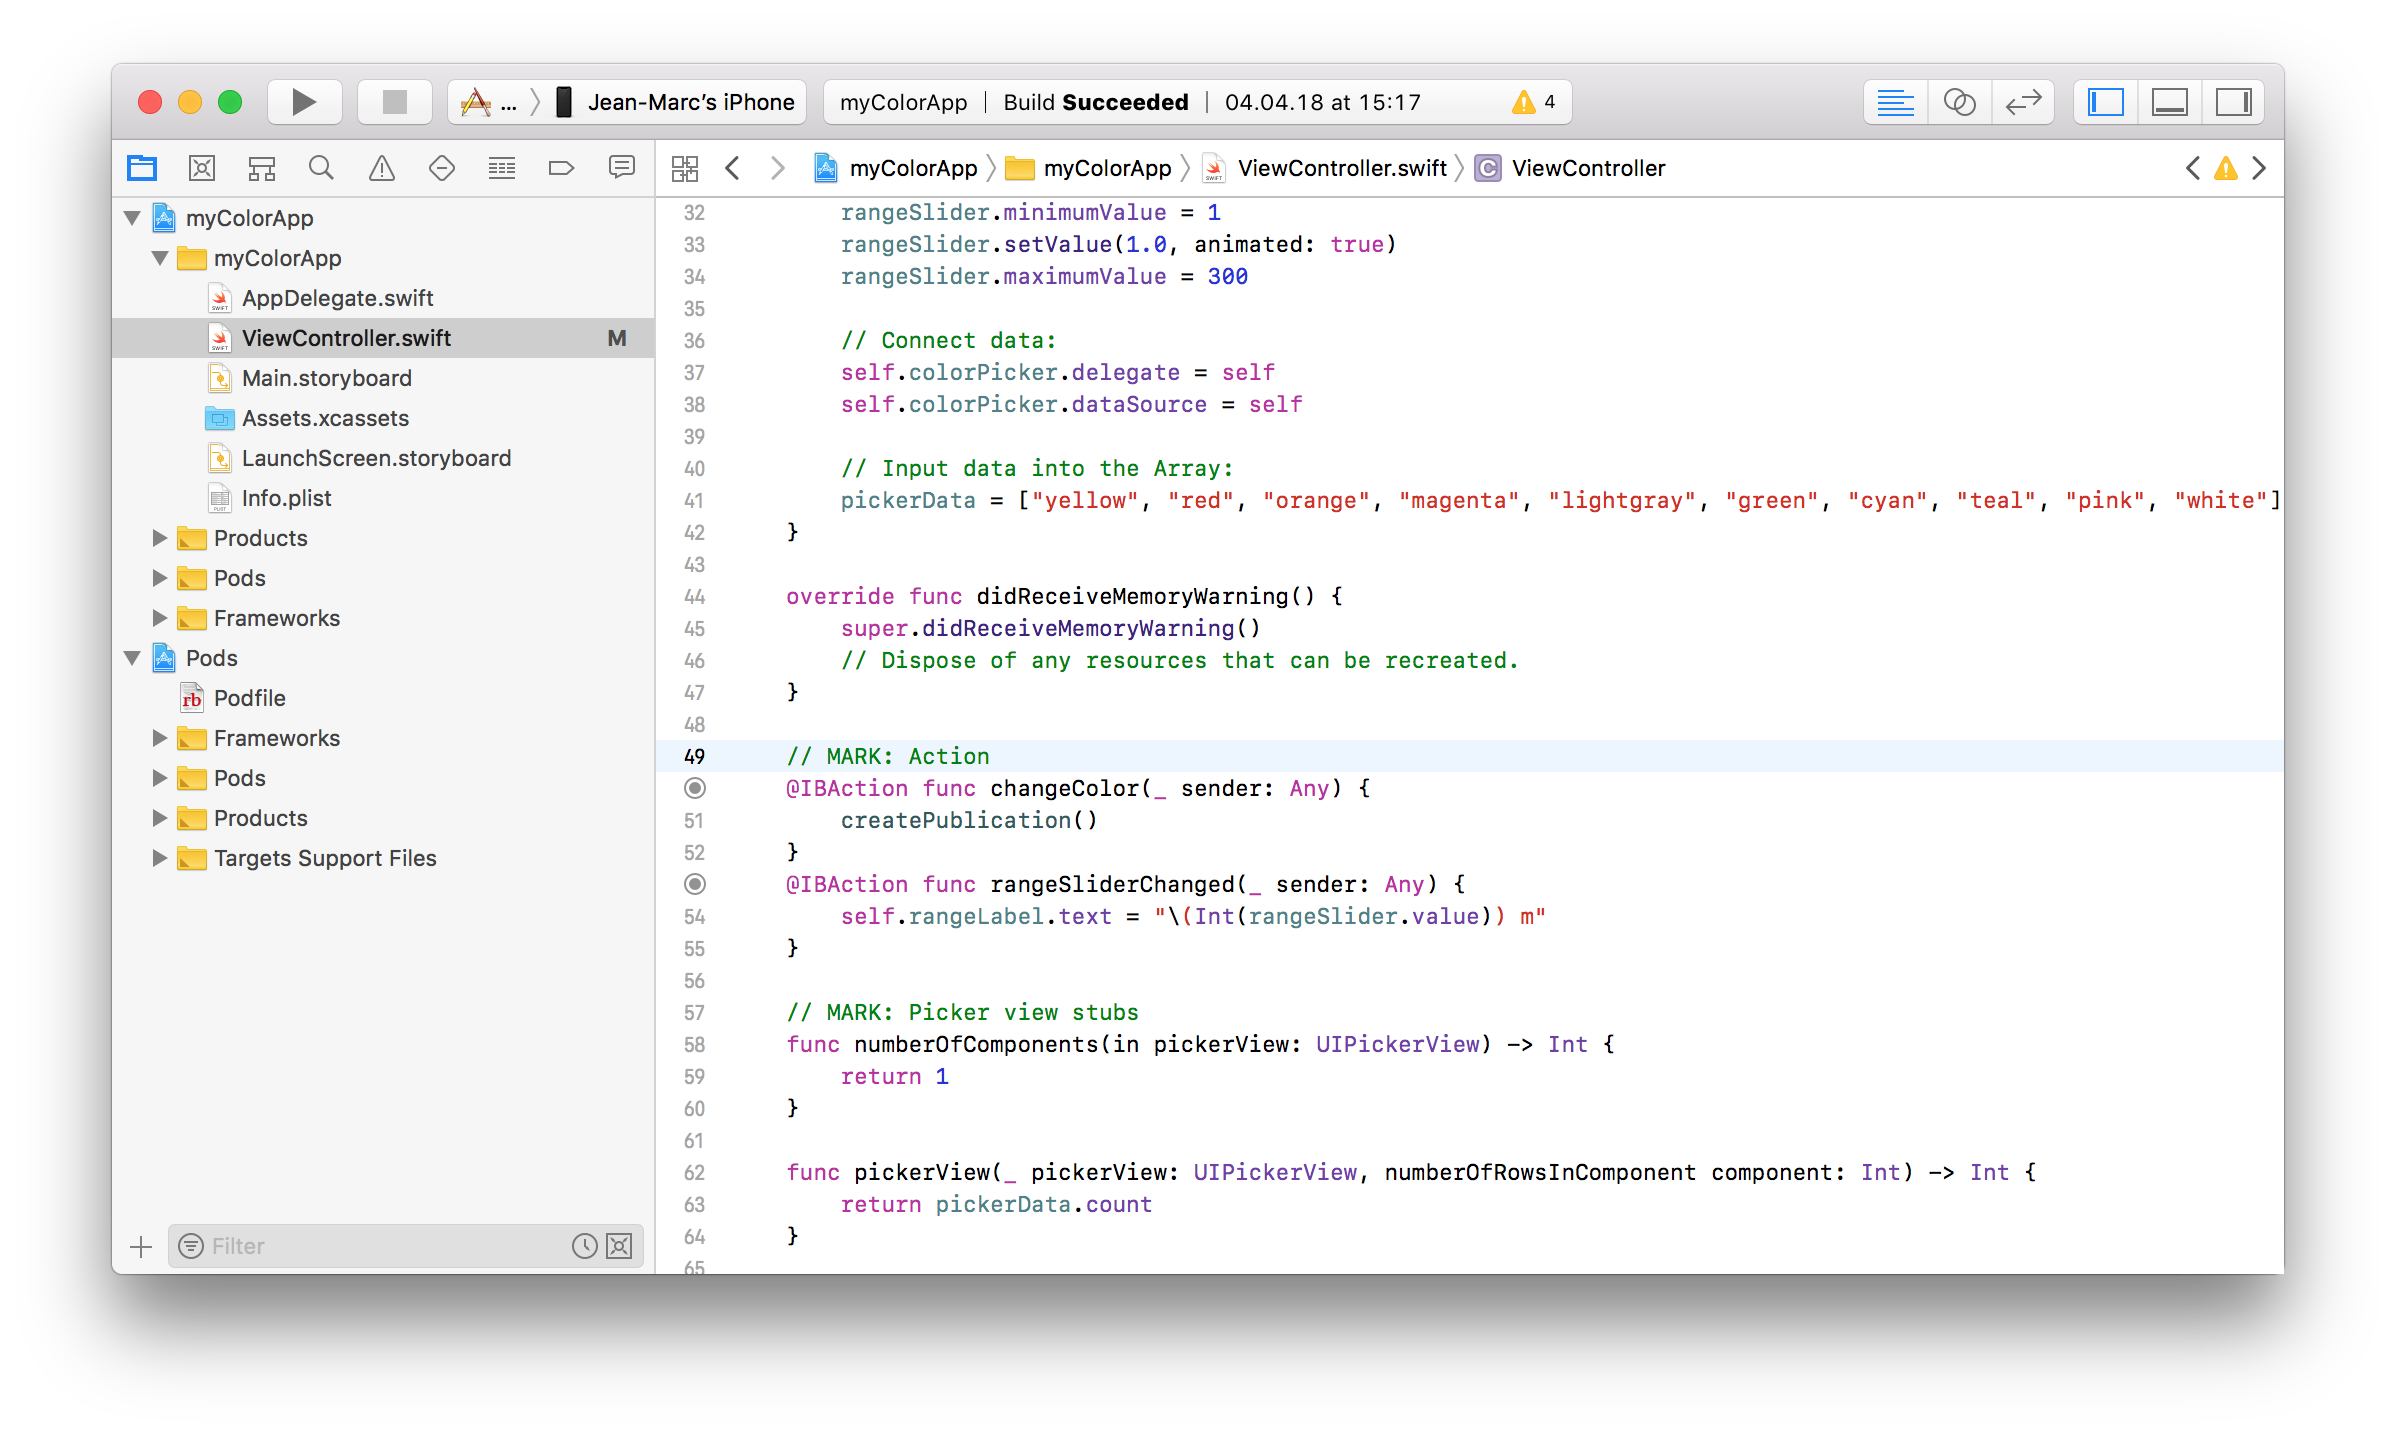 ... Jean-Marc’s iPhone
myColorApp | Build Succeeded | 04.04.18 at 15:17 4
myColorApp myColorApp ViewController.swift C ViewController
myColorApp
myColorApp
AppDelegate.swift
ViewController.swift M
Main.storyboard
Assets.xcassets
LaunchScreen.storyboard
Info.plist
Products
Pods
Frameworks
Pods
rb Podfile
Frameworks
Pods
Products
Targets Support Files
Filter
32 rangeSlider.minimumValue = 1
33 rangeSlider.setValue(1.0, animated: true)
34 rangeSlider.maximumValue = 300
35
36 // Connect data:
37 self.colorPicker.delegate = self
38 self.colorPicker.dataSource = self
39
40 // Input data into the Array:
41 pickerData = ["yellow", "red", "orange", "magenta", "lightgray", "green", "cyan", "teal", "pink", "white"]
42 }
43
44 override func didReceiveMemoryWarning() {
45 super.didReceiveMemoryWarning()
46 // Dispose of any resources that can be recreated.
47 }
48
49 // MARK: Action
@IBAction func changeColor(_ sender: Any) {
51 createPublication()
52 }
@IBAction func rangeSliderChanged(_ sender: Any) {
54 self.rangeLabel.text = "\(Int(rangeSlider.value)) m"
55 }
56
57 // MARK: Picker view stubs
58 func numberOfComponents(in pickerView: UIPickerView) -> Int {
59 return 1
60 }
61
62 func pickerView(_ pickerView: UIPickerView, numberOfRowsInComponent component: Int) -> Int {
63 return pickerData.count
64 }
65